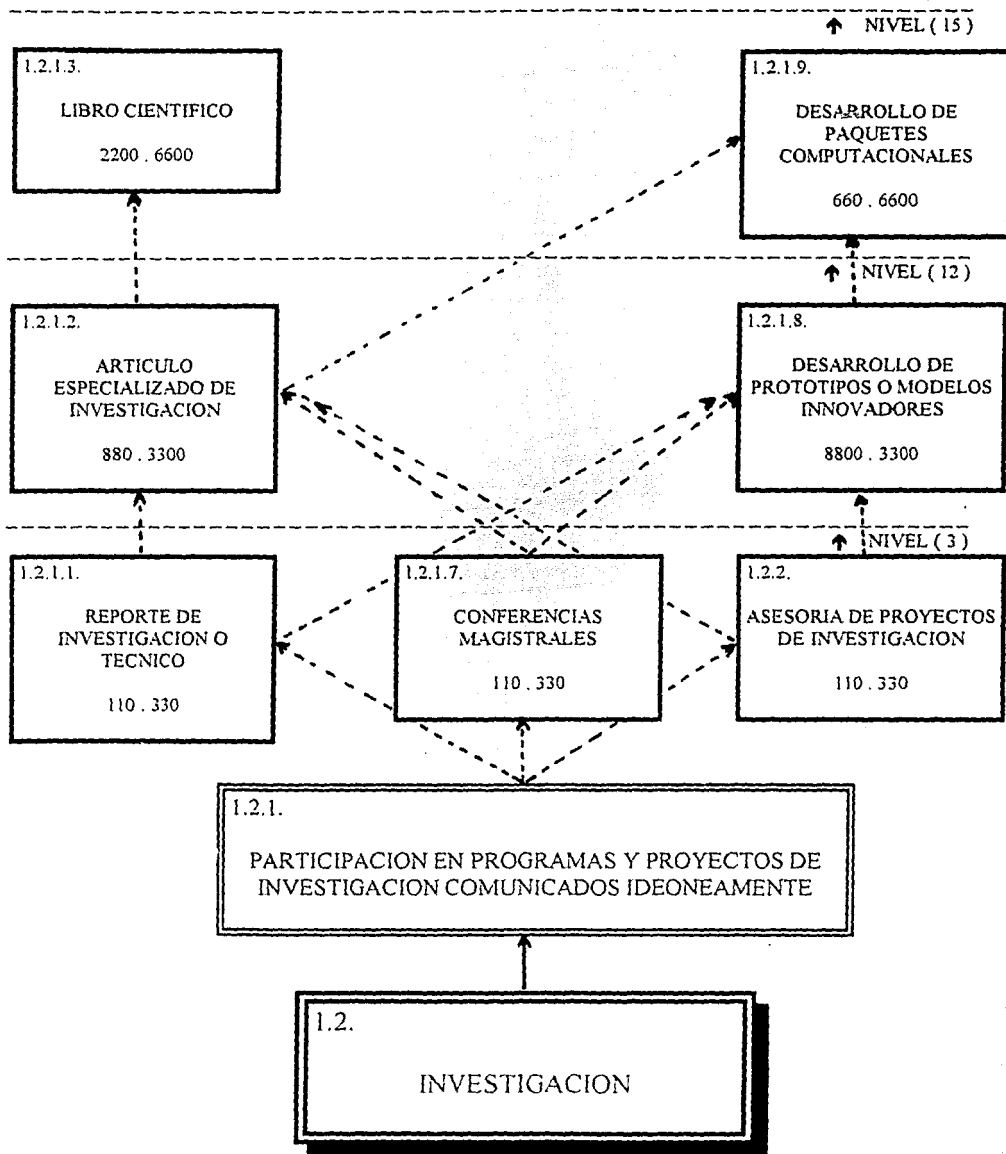 NIVEL ( 15 )
1.2.1.3.
LIBRO CIENTIFICO
2200 . 6600
1.2.1.9.
DESARROLLO DE
PAQUETES
COMPUTACIONALES
660 . 6600
NIVEL ( 12 )
1.2.1.2.
ARTICULO
ESPECIALIZADO DE
INVESTIGACION
880 . 3300
1.2.1.8.
DESARROLLO DE
PROTOTIPOS O MODELOS
INNOVADORES
8800 . 3300
NIVEL ( 3 )
1.2.1.1.
REPORTE DE
INVESTIGACION O
TECNICO
110 . 330
1.2.1.7.
CONFERENCIAS
MAGISTRALES
110 . 330
1.2.2.
ASESORIA DE PROYECTOS
DE INVESTIGACION
110 . 330
1.2.1.
PARTICIPACION EN PROGRAMAS Y PROYECTOS DE
INVESTIGACION COMUNICADOS IDEONEAMENTE
1.2.
INVESTIGACION